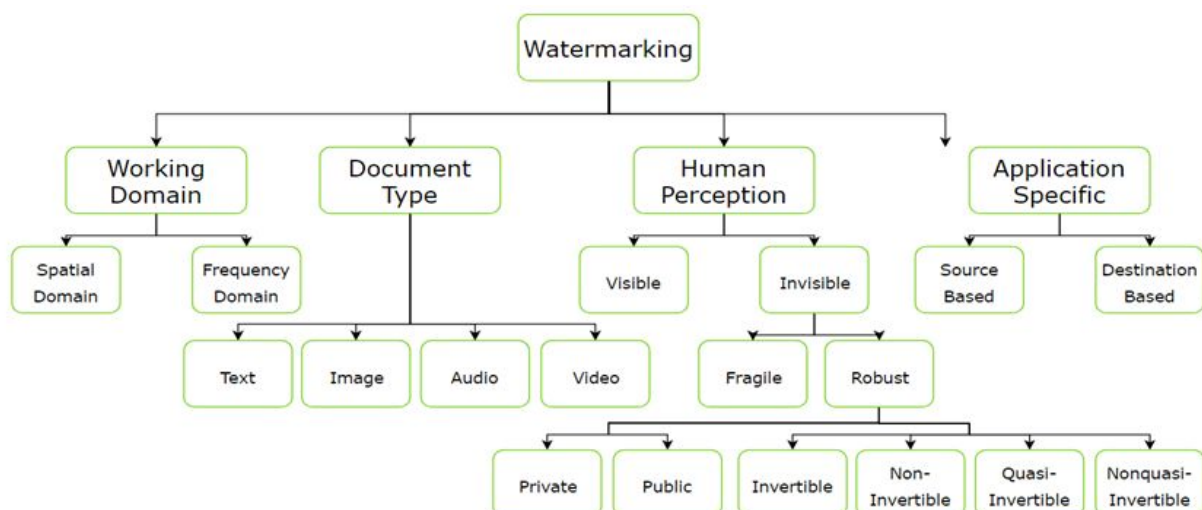 Watermarking
Working
Domain
Document
Type
Human
Perception
Application
Specific
Spatial
Domain
Frequency
Domain
Visible
Invisible
Source
Based
Destination
Based
Text
Image
Audio
Video
Fragile
Robust
Private
Public
Invertible
Non-
Invertible
Quasi-
Invertible
Nonquasi-
Invertible